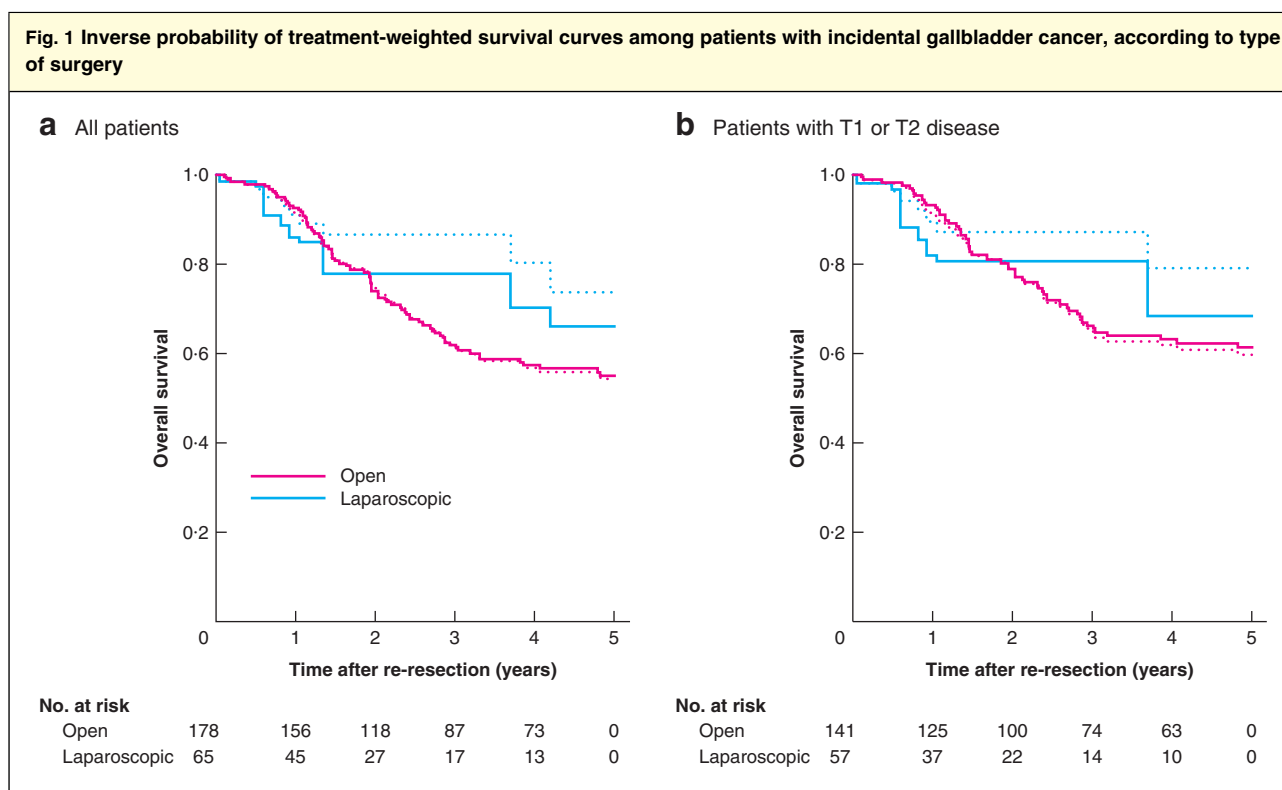 Fig. 1 Inverse probability of treatment-weighted survival curves among patients with incidental gallbladder cancer, according to type
of surgery
a All patients
1·0
0·8
0·6
0·4
0·2
0
1
2
3
4
5
Overall survival
Open
Laparoscopic
Time after re-resection (years)
No. at risk
Open 178 156 118 87 73 0
Laparoscopic 65 45 27 17 13 0
b Patients with T1 or T2 disease
1·0
0·8
0·6
0·4
0·2
0
1
2
3
4
5
Overall survival
Time after re-resection (years)
No. at risk
Open 141 125 100 74 63 0
Laparoscopic 57 37 22 14 10 0